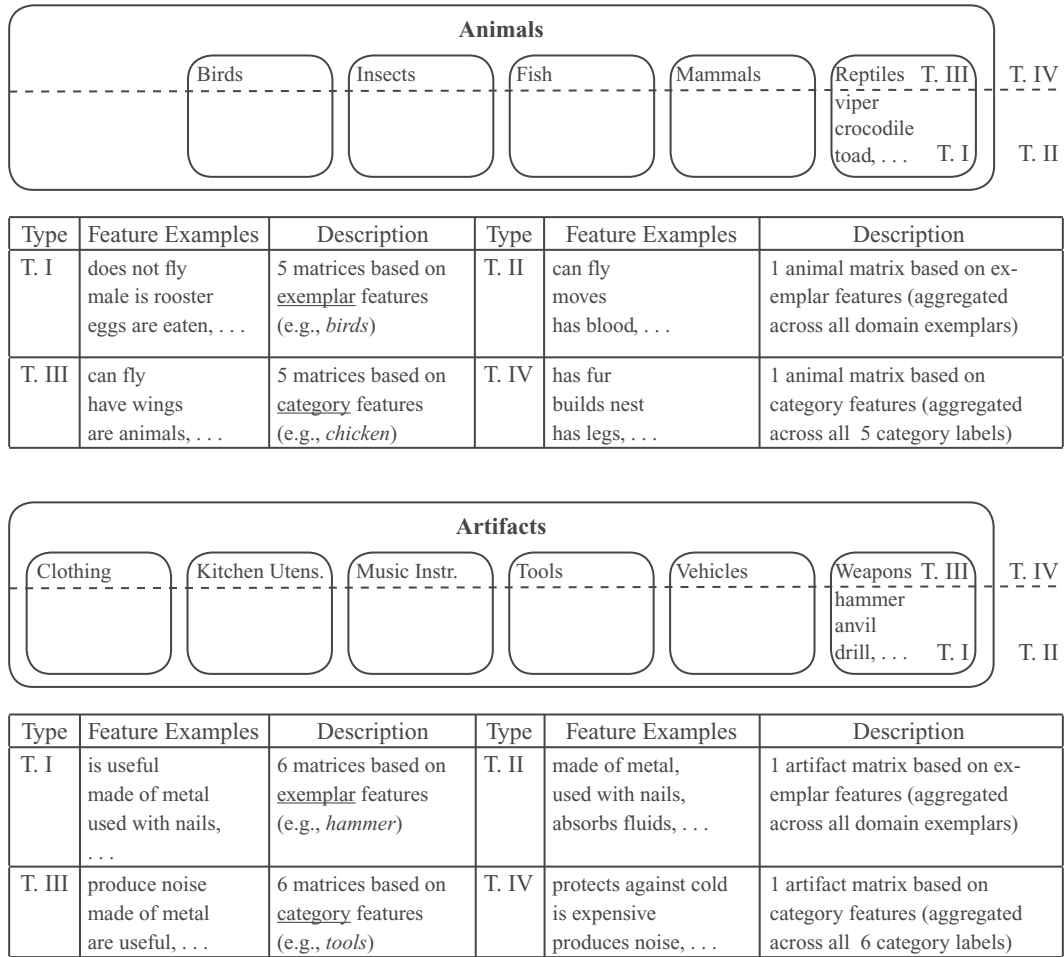 Animals
Birds Insects Fish Mammals Reptiles T. III T. IV
viper
crocodile
toad, . . . T. I T. II
Type Feature Examples Description Type Feature Examples Description
T. I does not fly 5 matrices based on T. II can fly 1 animal matrix based on ex-
male is rooster exemplar features moves emplar features (aggregated
eggs are eaten, . . . (e.g., birds) has blood, . . . across all domain exemplars)
T. III can fly 5 matrices based on T. IV has fur 1 animal matrix based on
have wings category features builds nest category features (aggregated
are animals, . . . (e.g., chicken) has legs, . . . across all 5 category labels)
Artifacts
Clothing Kitchen Utens. Music Instr. Tools Vehicles Weapons T. III T. IV
hammer
anvil
drill, . . . T. I T. II
Type Feature Examples Description Type Feature Examples Description
T. I is useful 6 matrices based on T. II made of metal, 1 artifact matrix based on ex-
made of metal exemplar features used with nails, emplar features (aggregated
used with nails, (e.g., hammer) absorbs fluids, . . . across all domain exemplars)
. . .
T. III produce noise 6 matrices based on T. IV protects against cold 1 artifact matrix based on
made of metal category features is expensive category features (aggregated
are useful, . . . (e.g., tools) produces noise, . . . across all 6 category labels)